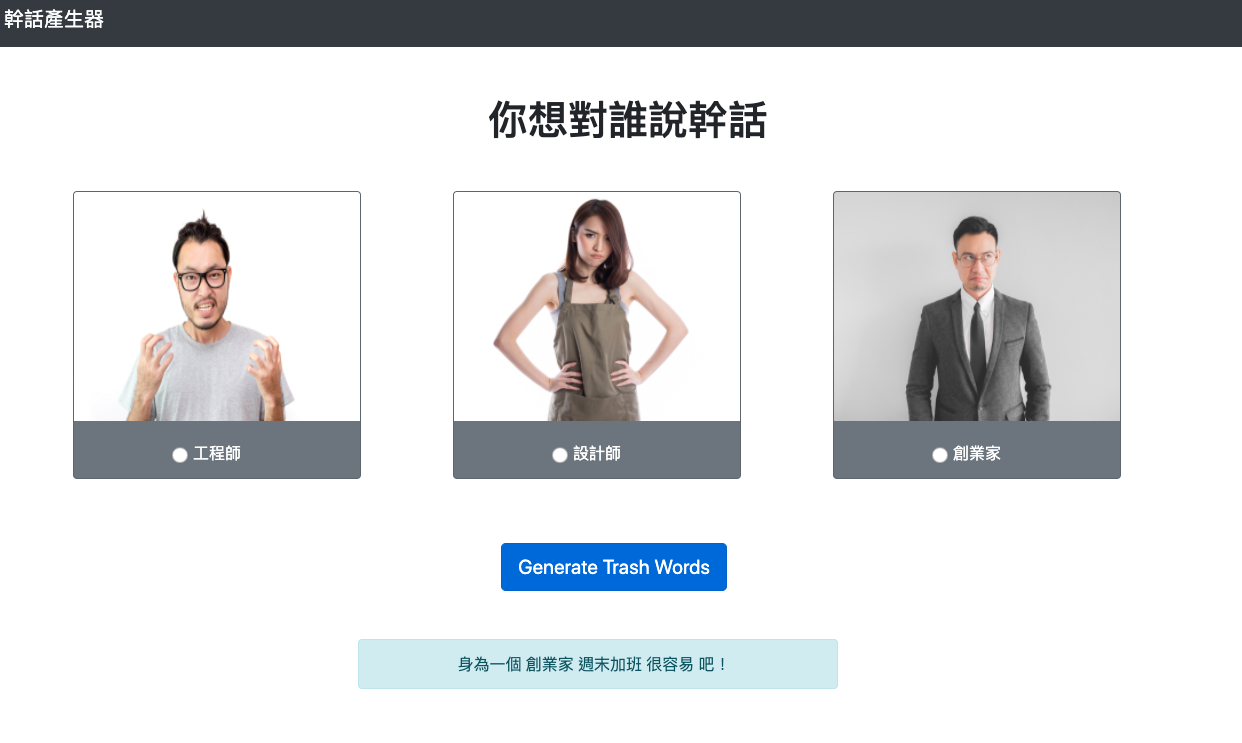 幹話產生器
你想對誰說幹話
工程師
設計師
創業家
Generate Trash Words
身為一個 創業家 週末加班 很容易 吧！